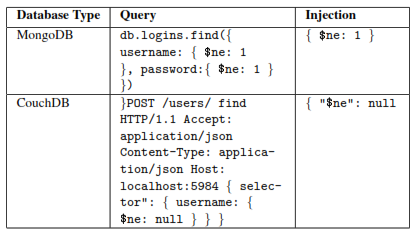 Database Type Query Injection
MongoDB db.logins.find({ { $ne: 1 }
username: { $ne: 1
}, password:{ $ne: 1 }
})
CouchDB }POST /users/ find { "$ne": null
HTTP/1.1 Accept:
application/json
Content-Type: applica-
tion/json Host:
localhost:5984 { selec-
tor": { username: {
$ne: null } } }